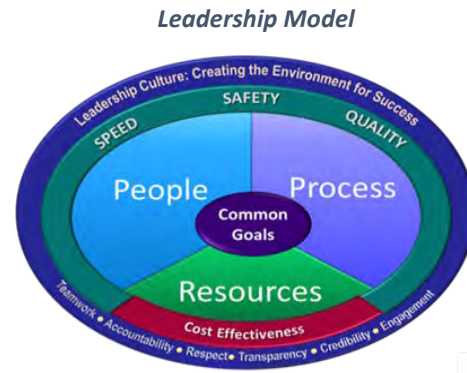 Leadership Model
Leadership Culture: Creating the Environment for Success
SPEED
SAFETY
QUALITY
People
Process
Common
Goals
Resources
Cost Effectiveness
Teamwork • Accountability • Respect • Transparency • Credibility • Engagement